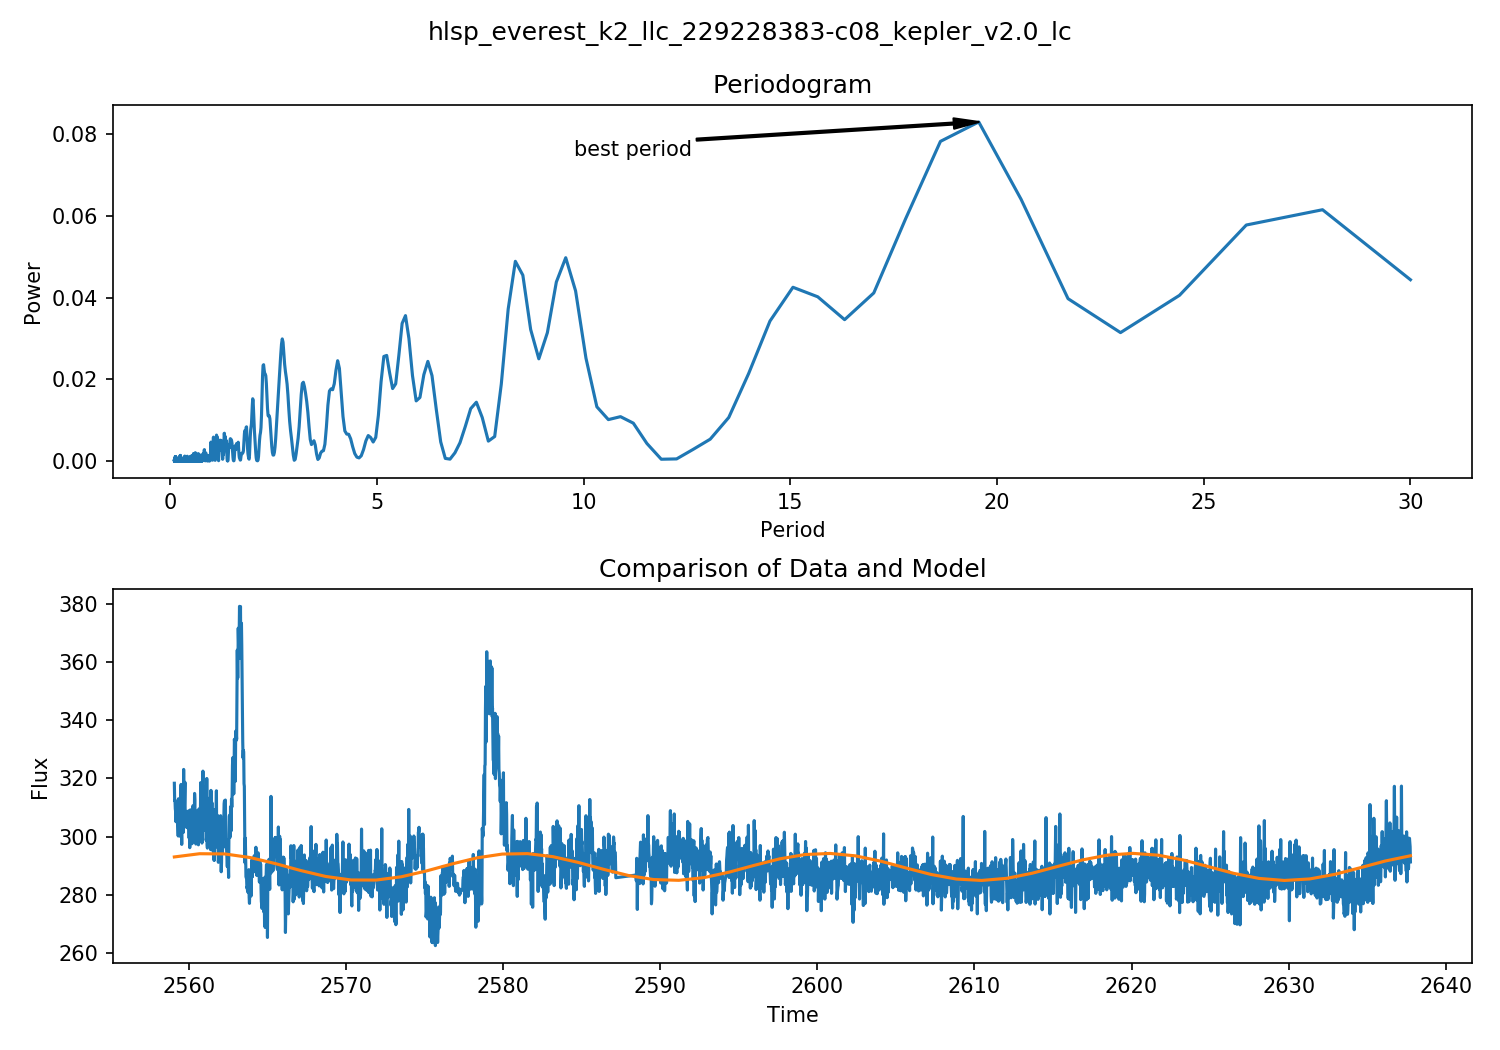 hlsp_everest_k2_llc_229228383-c08_kepler_v2.0_lc
Periodogram
best period
Power
0.08
0.06
0.04
0.02
0.00
0 5 10 15 20 25 30
Period
Comparison of Data and Model
Flux
380
360
340
320
300
280
260
2560 2570 2580 2590 2600 2610 2620 2630 2640
Time